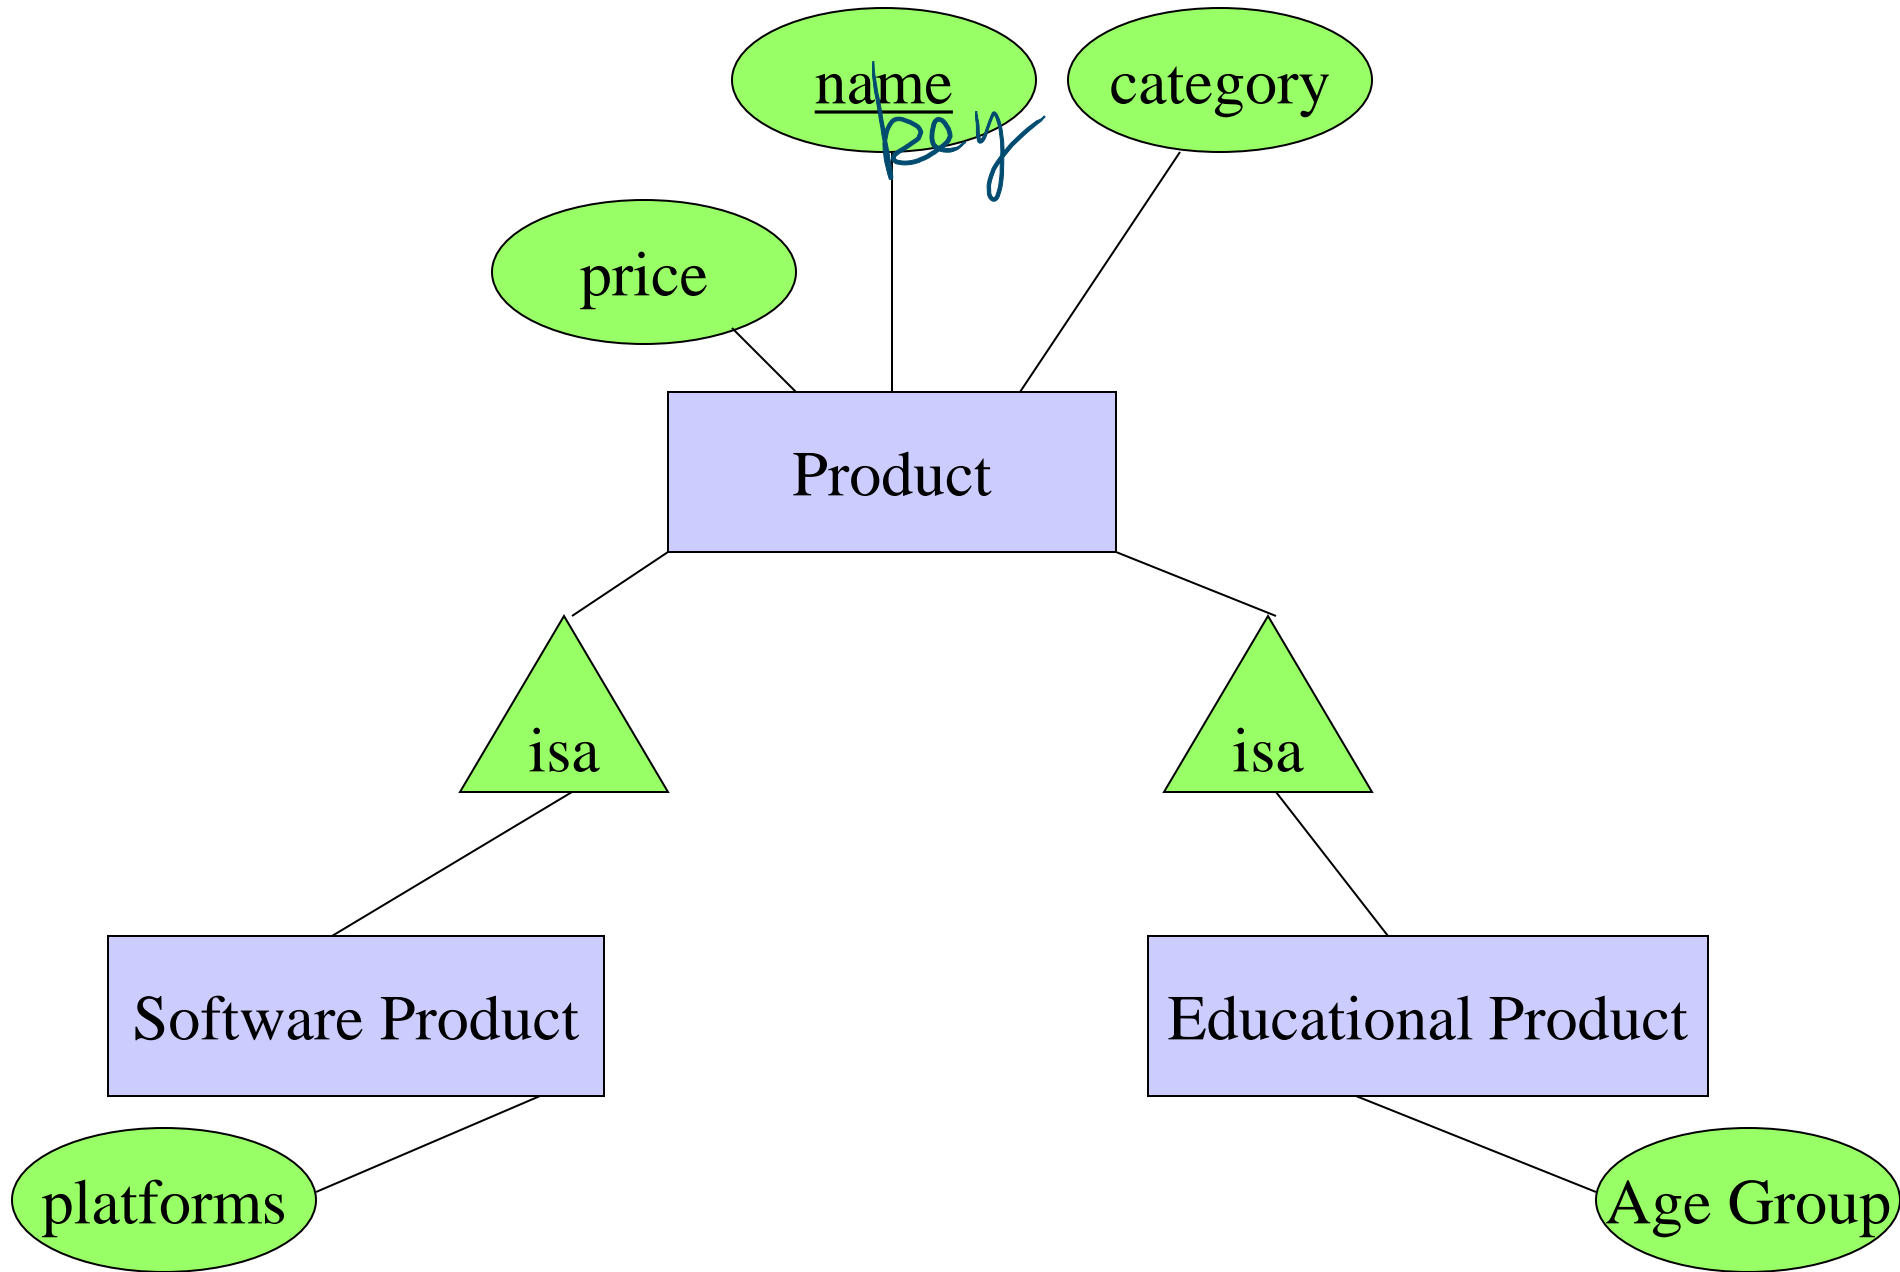 name
category
key
price
Product
isa
isa
Software Product
Educational Product
platforms
Age Group